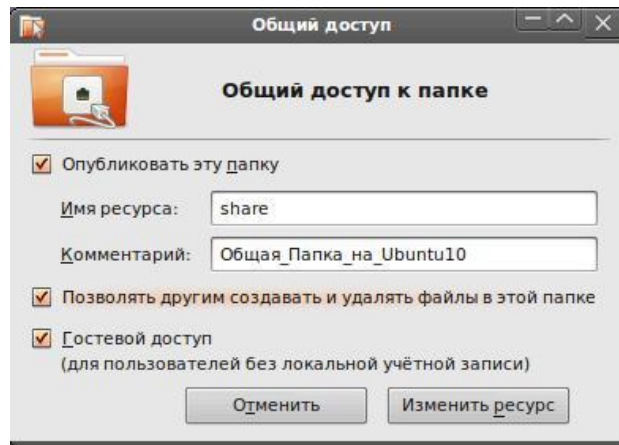 Общий доступ
Общий доступ к папке
Опубликовать эту папку
Имя ресурса: share
Комментарий: Общая_Папка_на_Ubuntu10
Позволять другим создавать и удалять файлы в этой папке
Гостевой доступ
(для пользователей без локальной учётной записи)
Отменить Изменить ресурс